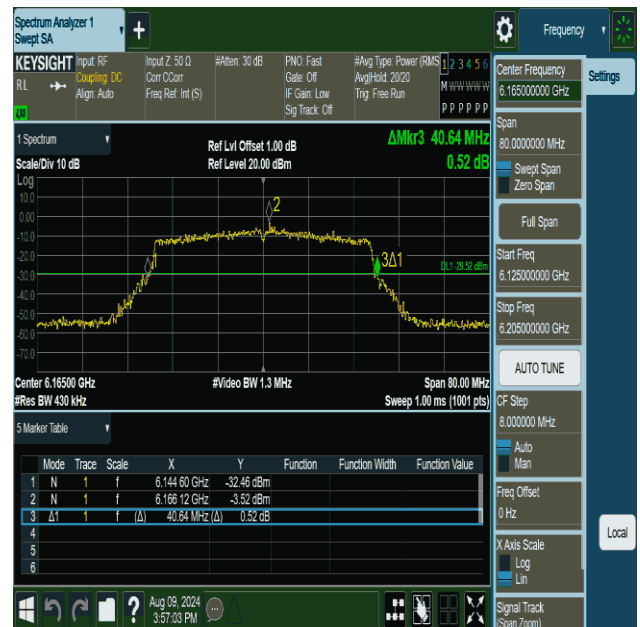 Spectrum Analyzer 1
Swept SA
Frequency
KEYSIGHT
RL
Input: RF
Coupling: DC
Align: Auto
Input Z: 50 Ω
Corr CCorr
Freq Ref: Int (S)
#Atten: 30 dB
PNO: Fast
Gate: Off
IF Gain: Low
Sig Track: Off
#Avg Type: Power (RMS
Avg|Hold: 20/20
Trig: Free Run
1 2 3 4 5 6
M W W W W W
P P P P P P
Settings
Center Frequency
6.165000000 GHz
Span
80.0000000 MHz
Swept Span
Zero Span
Full Span
Start Freq
6.125000000 GHz
Stop Freq
6.205000000 GHz
AUTO TUNE
CF Step
8.000000 MHz
Auto
Man
Freq Offset
0 Hz
X Axis Scale
Log
Lin
Signal Track
(Span Zoom)
Local
1 Spectrum
Scale/Div 10 dB
Ref Lvl Offset 1.00 dB
Ref Level 20.00 dBm
ΔMkr3 40.64 MHz
0.52 dB
Log
10.0
0.00
-10.0
-20.0
-30.0
-40.0
-50.0
-60.0
-70.0
2
3Δ1
DL1 -29.52 dBm
Center 6.16500 GHz
#Video BW 1.3 MHz
Span 80.00 MHz
#Res BW 430 kHz
Sweep 1.00 ms (1001 pts)
5 Marker Table
Mode Trace Scale X Y Function Function Width Function Value
1 N 1 f 6.144 60 GHz -32.46 dBm
2 N 1 f 6.166 12 GHz -3.52 dBm
3 Δ1 1 f (Δ) 40.64 MHz (Δ) 0.52 dB
4
5
6
?
Aug 09, 2024
3:57:03 PM